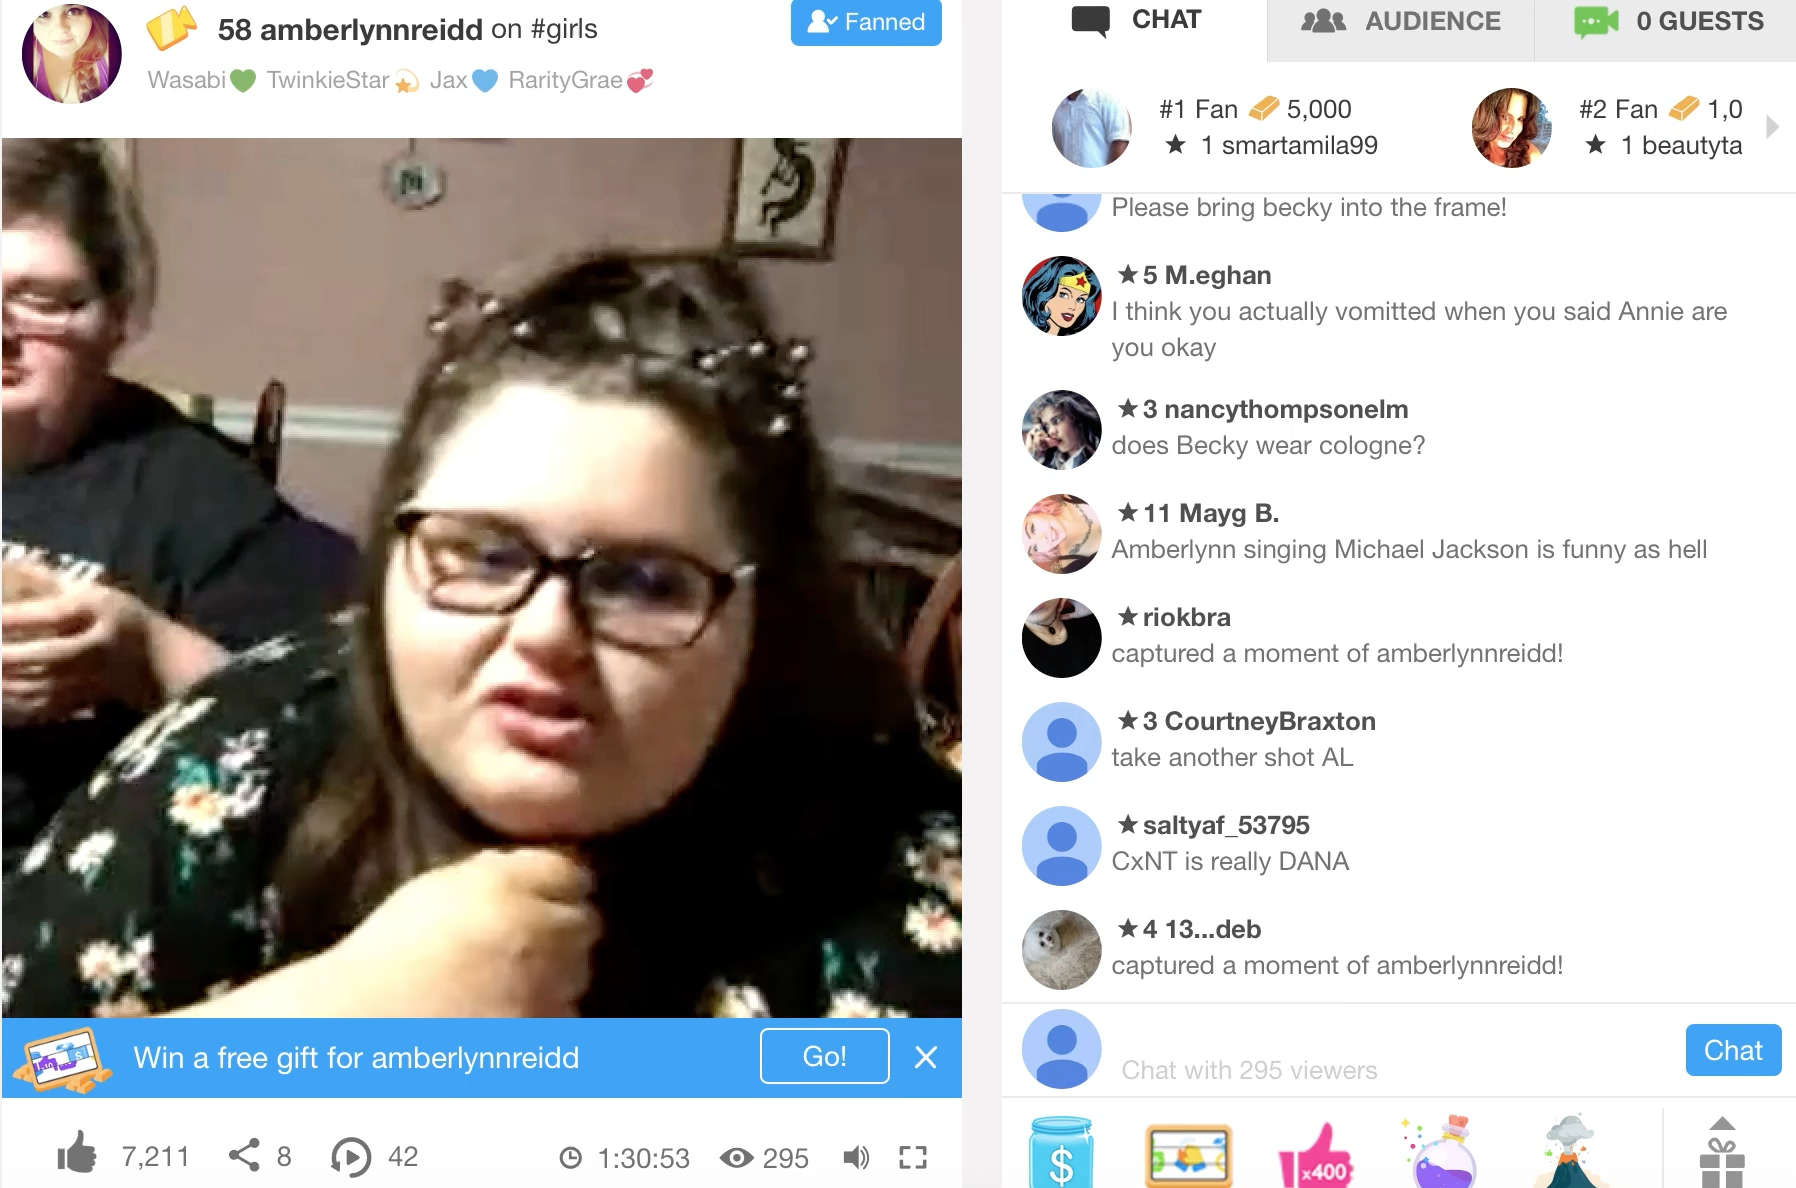 58 amberlynnreidd on #girls
Fanned
Wasabi💚 TwinkieStar💫 Jax💙 RarityGrae💞
CHAT
AUDIENCE
0 GUESTS
#1 Fan 5,000
★ 1 smartamila99
#2 Fan 1,0
★ 1 beautyta
Please bring becky into the frame!
★5 M.eghan
I think you actually vomitted when you said Annie are
you okay
★3 nancythompsonelm
does Becky wear cologne?
★11 Mayg B.
Amberlynn singing Michael Jackson is funny as hell
★riokbra
captured a moment of amberlynnreidd!
★3 CourtneyBraxton
take another shot AL
★saltyaf_53795
CxNT is really DANA
★4 13...deb
captured a moment of amberlynnreidd!
Win a free gift for amberlynnreidd
Go!
Chat with 295 viewers
Chat
7,211
8
42
1:30:53
295
$
x400